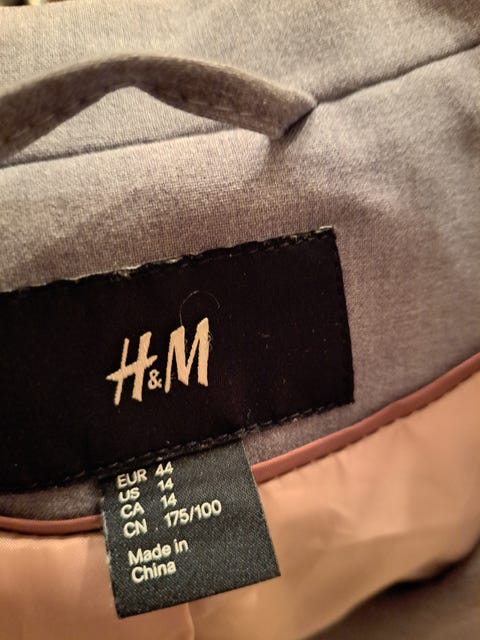 H&M
EUR 44
US 14
CA 14
CN 175/100
Made in
China